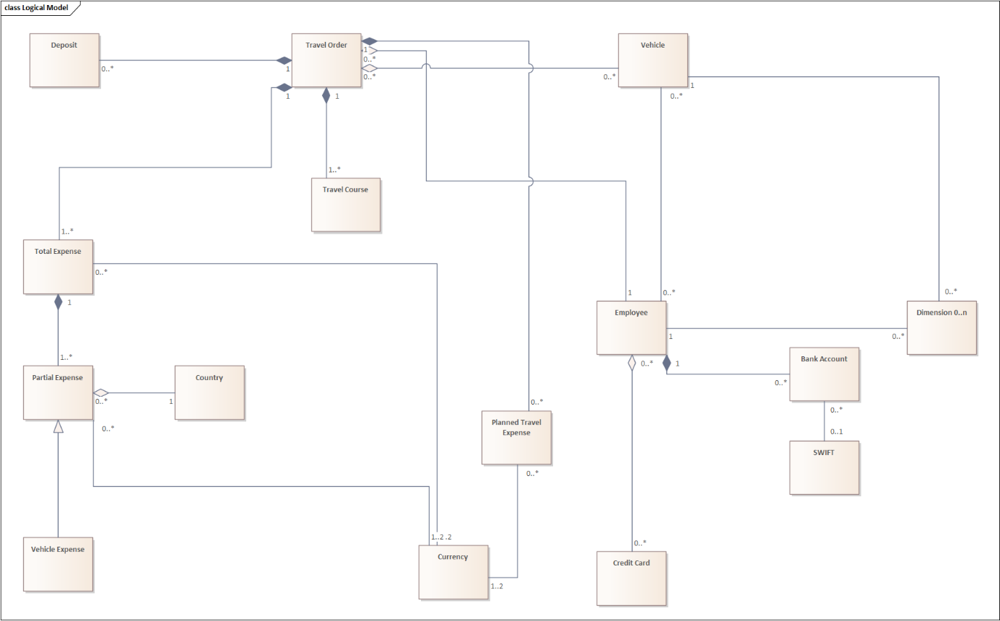 class Logical Model
Deposit
Travel Order
Vehicle
1
0..*
0..*
1
0..*
0..*
1
1
1
0..*
1..*
Travel Course
1..*
Total Expense
0..*
1
0..*
0..*
1
Employee
Dimension 0..n
1
0..*
1..*
Partial Expense
Country
0..*
1
Bank Account
0..*
1
0..*
0..*
0..*
Planned Travel
Expense
0..*
0..1
SWIFT
0..*
1..2 ..2
0..*
Vehicle Expense
Currency
Credit Card
1..2